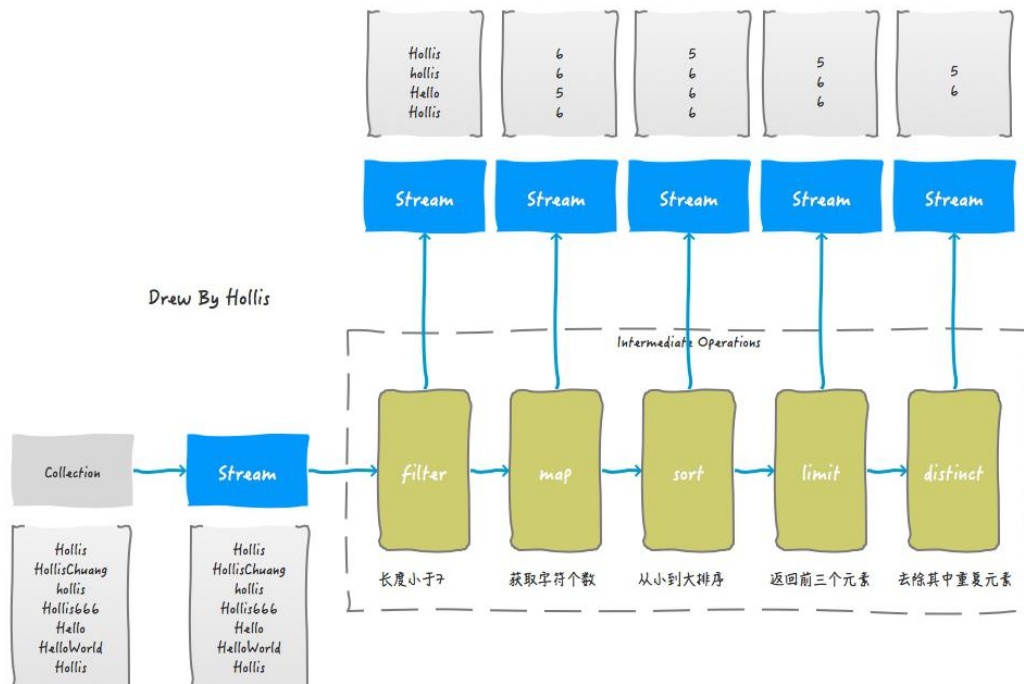 Hollis
hollis
Hello
Hollis
6
6
5
6
5
6
6
6
5
6
6
5
6
Stream
Stream
Stream
Stream
Stream
Drew By Hollis
Intermediate Operations
Collection
Stream
filter
map
sort
limit
distinct
长度小于7
获取字符个数
从小到大排序
返回前三个元素
去除其中重复元素
Hollis
HollisChuang
hollis
Hollis666
Hello
HelloWorld
Hollis
Hollis
HollisChuang
hollis
Hollis666
Hello
HelloWorld
Hollis